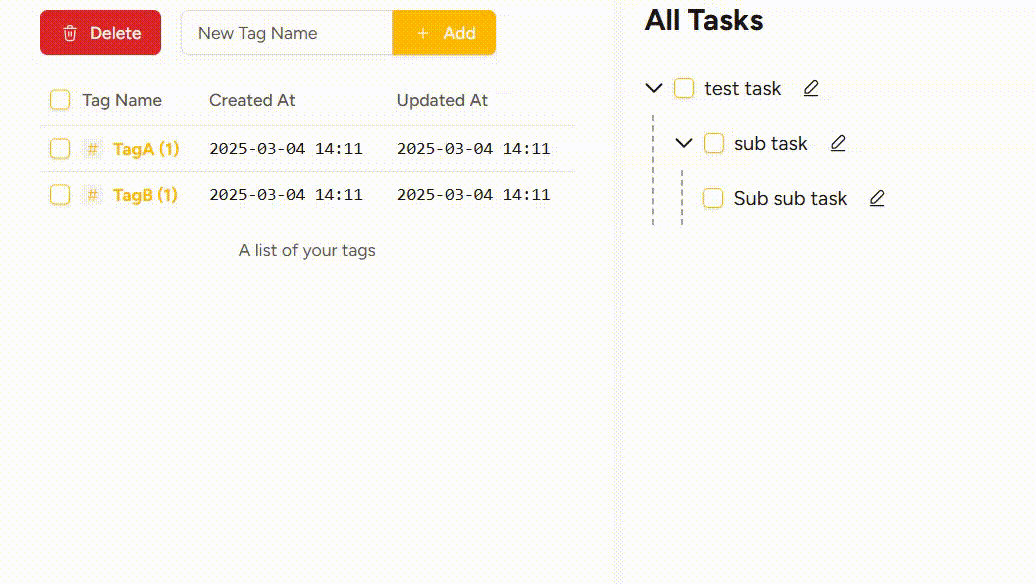 Delete
New Tag Name
+ Add
Tag Name Created At Updated At
# TagA (1) 2025-03-04 14:11 2025-03-04 14:11
# TagB (1) 2025-03-04 14:11 2025-03-04 14:11
A list of your tags
All Tasks
test task
sub task
Sub sub task